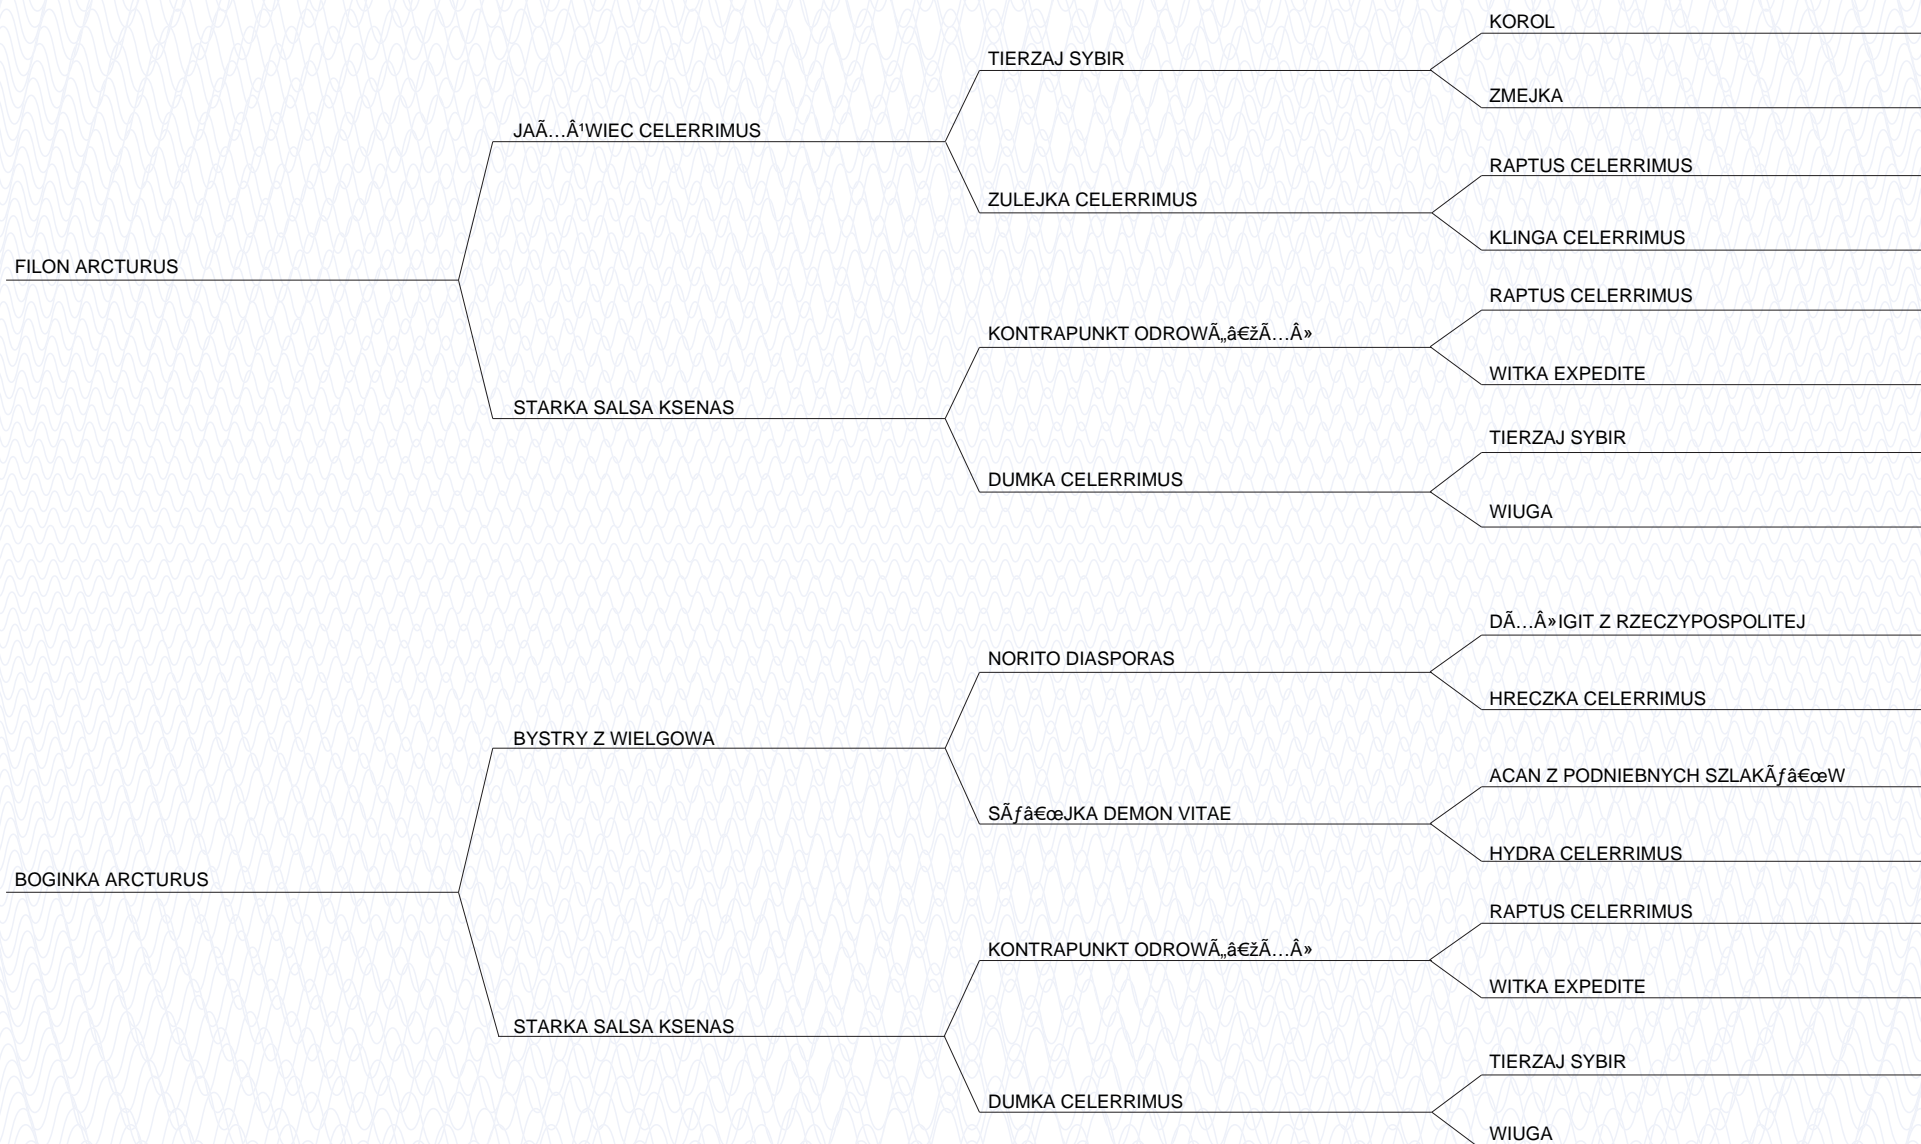 KOROL
TIERZAJ SYBIR
ZMEJKA
JAÃ…Â¹WIEC CELERRIMUS
RAPTUS CELERRIMUS
ZULEJKA CELERRIMUS
KLINGA CELERRIMUS
FILON ARCTURUS
RAPTUS CELERRIMUS
KONTRAPUNKT ODROWÃ„â€žÃ…Â»
WITKA EXPEDITE
STARKA SALSA KSENAS
TIERZAJ SYBIR
DUMKA CELERRIMUS
WIUGA
DÃ…Â»IGIT Z RZECZYPOSPOLITEJ
NORITO DIASPORAS
HRECZKA CELERRIMUS
BYSTRY Z WIELGOWA
ACAN Z PODNIEBNYCH SZLAKÃƒâ€œW
SÃƒâ€œJKA DEMON VITAE
HYDRA CELERRIMUS
BOGINKA ARCTURUS
RAPTUS CELERRIMUS
KONTRAPUNKT ODROWÃ„â€žÃ…Â»
WITKA EXPEDITE
STARKA SALSA KSENAS
TIERZAJ SYBIR
DUMKA CELERRIMUS
WIUGA